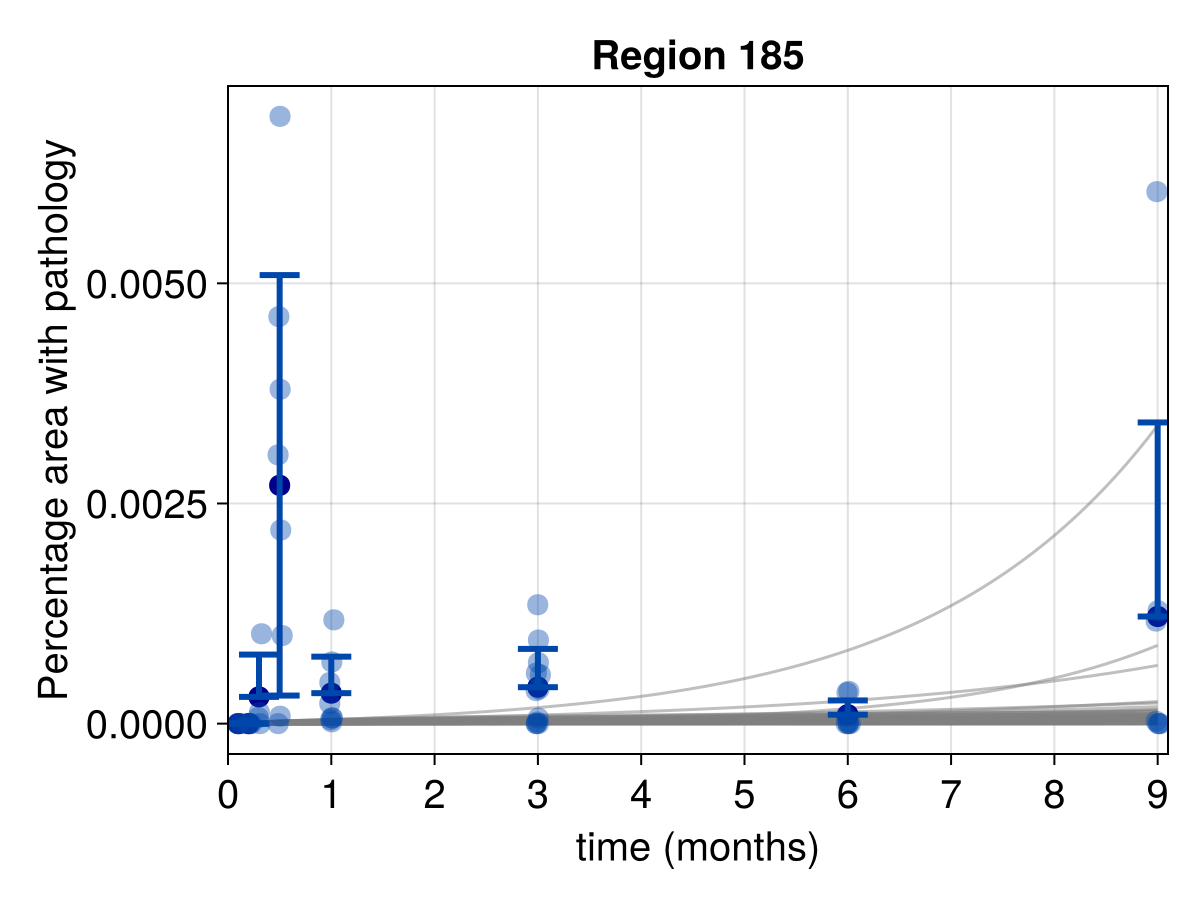 Region 185
Percentage area with pathology
0.0050
0.0025
0.0000
0 1 2 3 4 5 6 7 8 9
time (months)